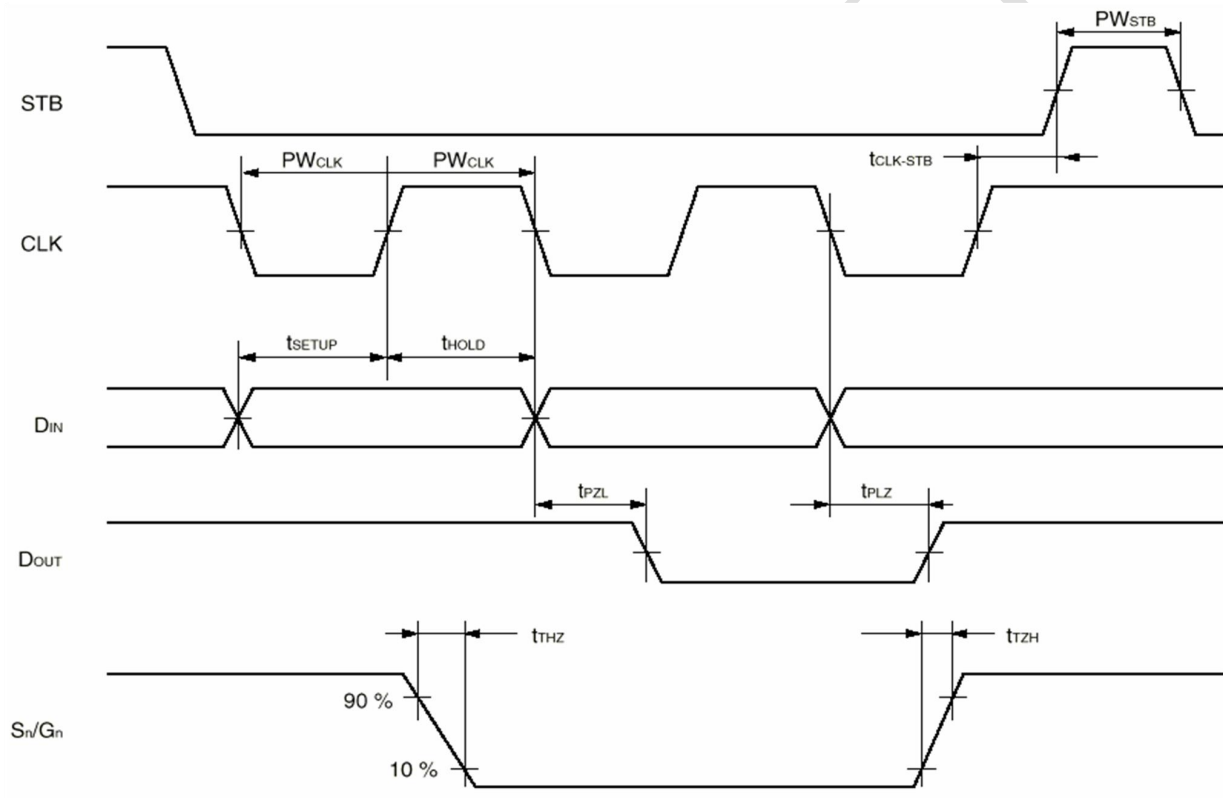 PWSTB
STB
tCLK-STB
PWCLK PWCLK
CLK
tSETUP tHOLD
DIN
tPZL tPLZ
DOUT
tTHZ tTZH
90 %
Sn/Gn
10 %